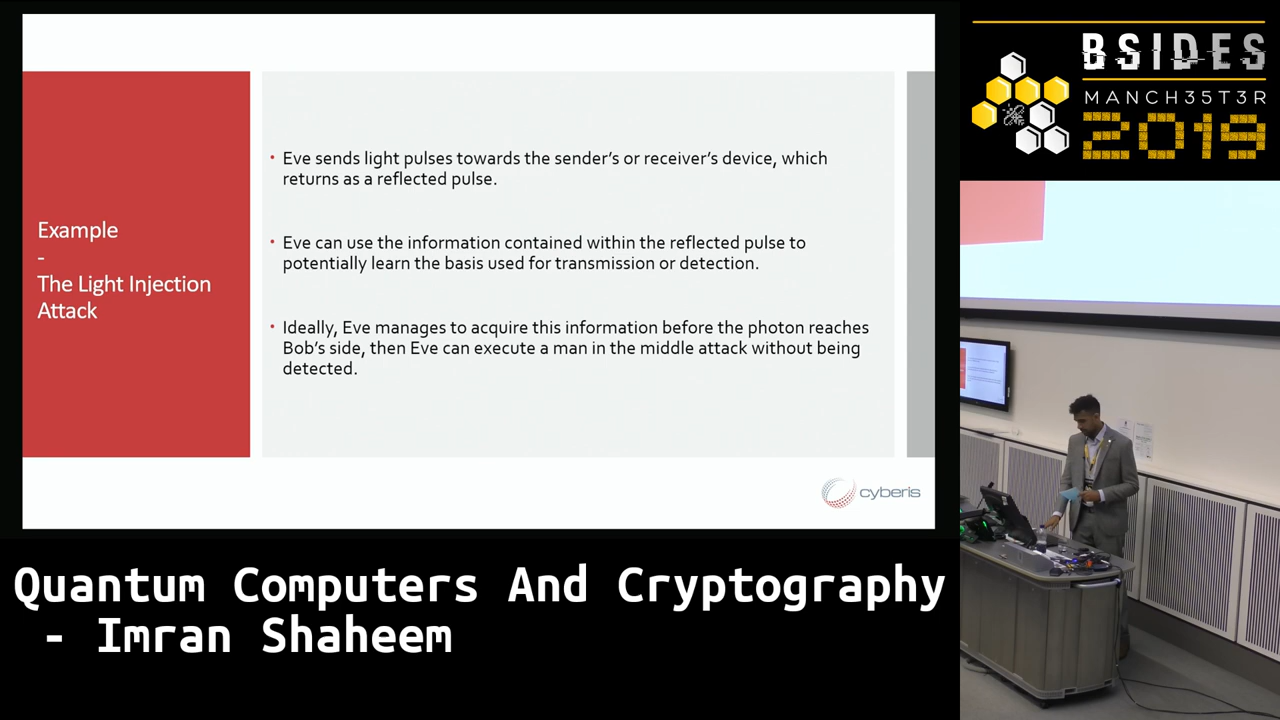 Example
-
The Light Injection
Attack
• Eve sends light pulses towards the sender's or receiver's device, which
returns as a reflected pulse.
• Eve can use the information contained within the reflected pulse to
potentially learn the basis used for transmission or detection.
• Ideally, Eve manages to acquire this information before the photon reaches
Bob's side, then Eve can execute a man in the middle attack without being
detected.
cyberis
BSIDES
MANCH35T3R
2019
Quantum Computers And Cryptography
- Imran Shaheem